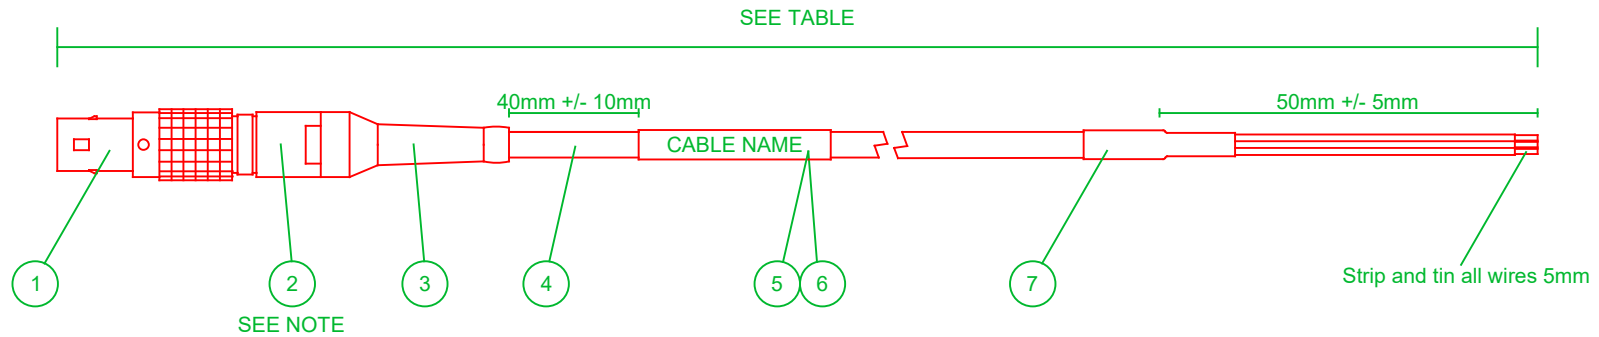 SEE TABLE
40mm +/- 10mm
50mm +/- 5mm
CABLE NAME
1
2
3
4
5
6
7
Strip and tin all wires 5mm
SEE NOTE